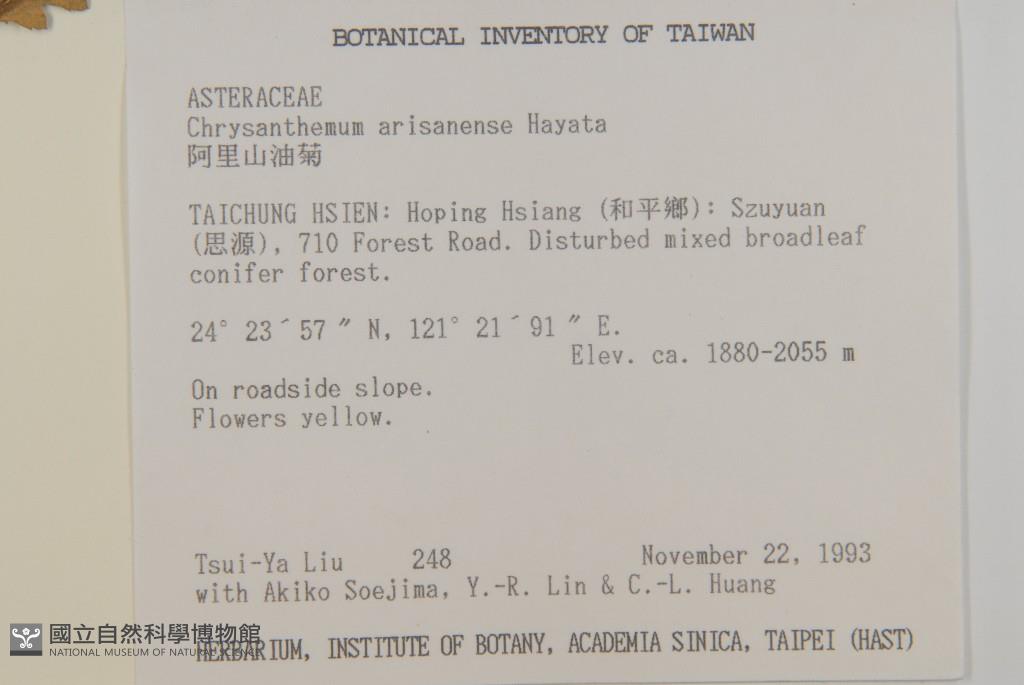 BOTANICAL INVENTORY OF TAIWAN
ASTERACEAE
Chrysanthemum arisanense Hayata
阿里山油菊
TAICHUNG HSIEN: Hoping Hsiang (和平鄉): Szuyuan
(思源), 710 Forest Road. Disturbed mixed broadleaf
conifer forest.
24° 23´57 ″ N, 121° 21´91 ″ E.
Elev. ca. 1880-2055 m
On roadside slope.
Flowers yellow.
Tsui-Ya Liu 248 November 22, 1993
with Akiko Soejima, Y.-R. Lin & C.-L. Huang
HERBARIUM, INSTITUTE OF BOTANY, ACADEMIA SINICA, TAIPEI (HAST)
國立自然科學博物館
NATIONAL MUSEUM OF NATURAL SCIENCE